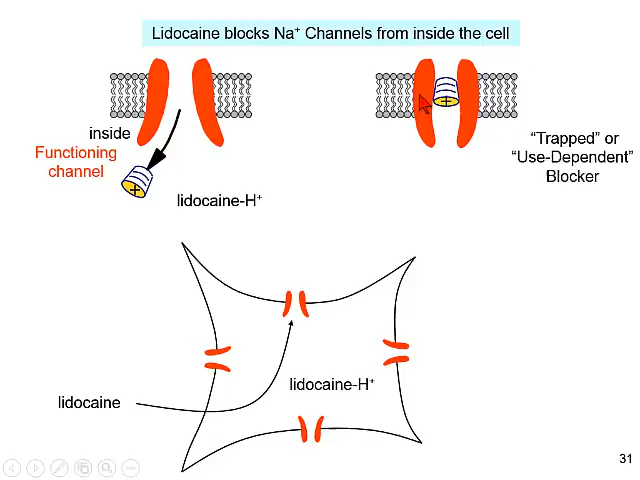 Lidocaine blocks Na⁺ Channels from inside the cell
inside
Functioning
channel
+
lidocaine-H⁺
+
“Trapped” or
“Use-Dependent”
Blocker
lidocaine-H⁺
lidocaine
31